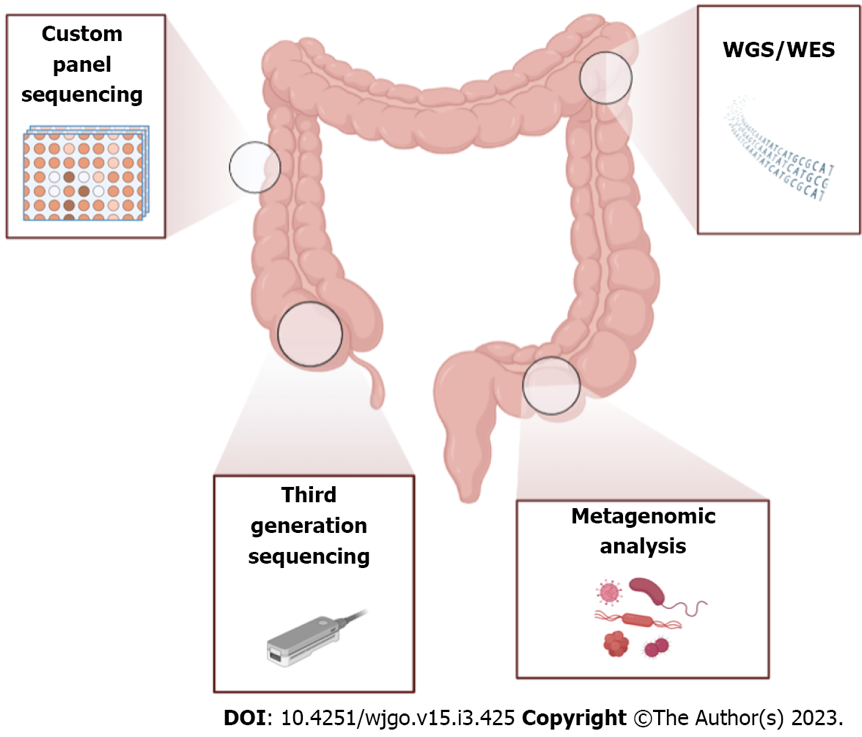 Custom
panel
sequencing
WGS/WES
Third
generation
sequencing
Metagenomic
analysis
DOI: 10.4251/wjgo.v15.i3.425 Copyright ©The Author(s) 2023.